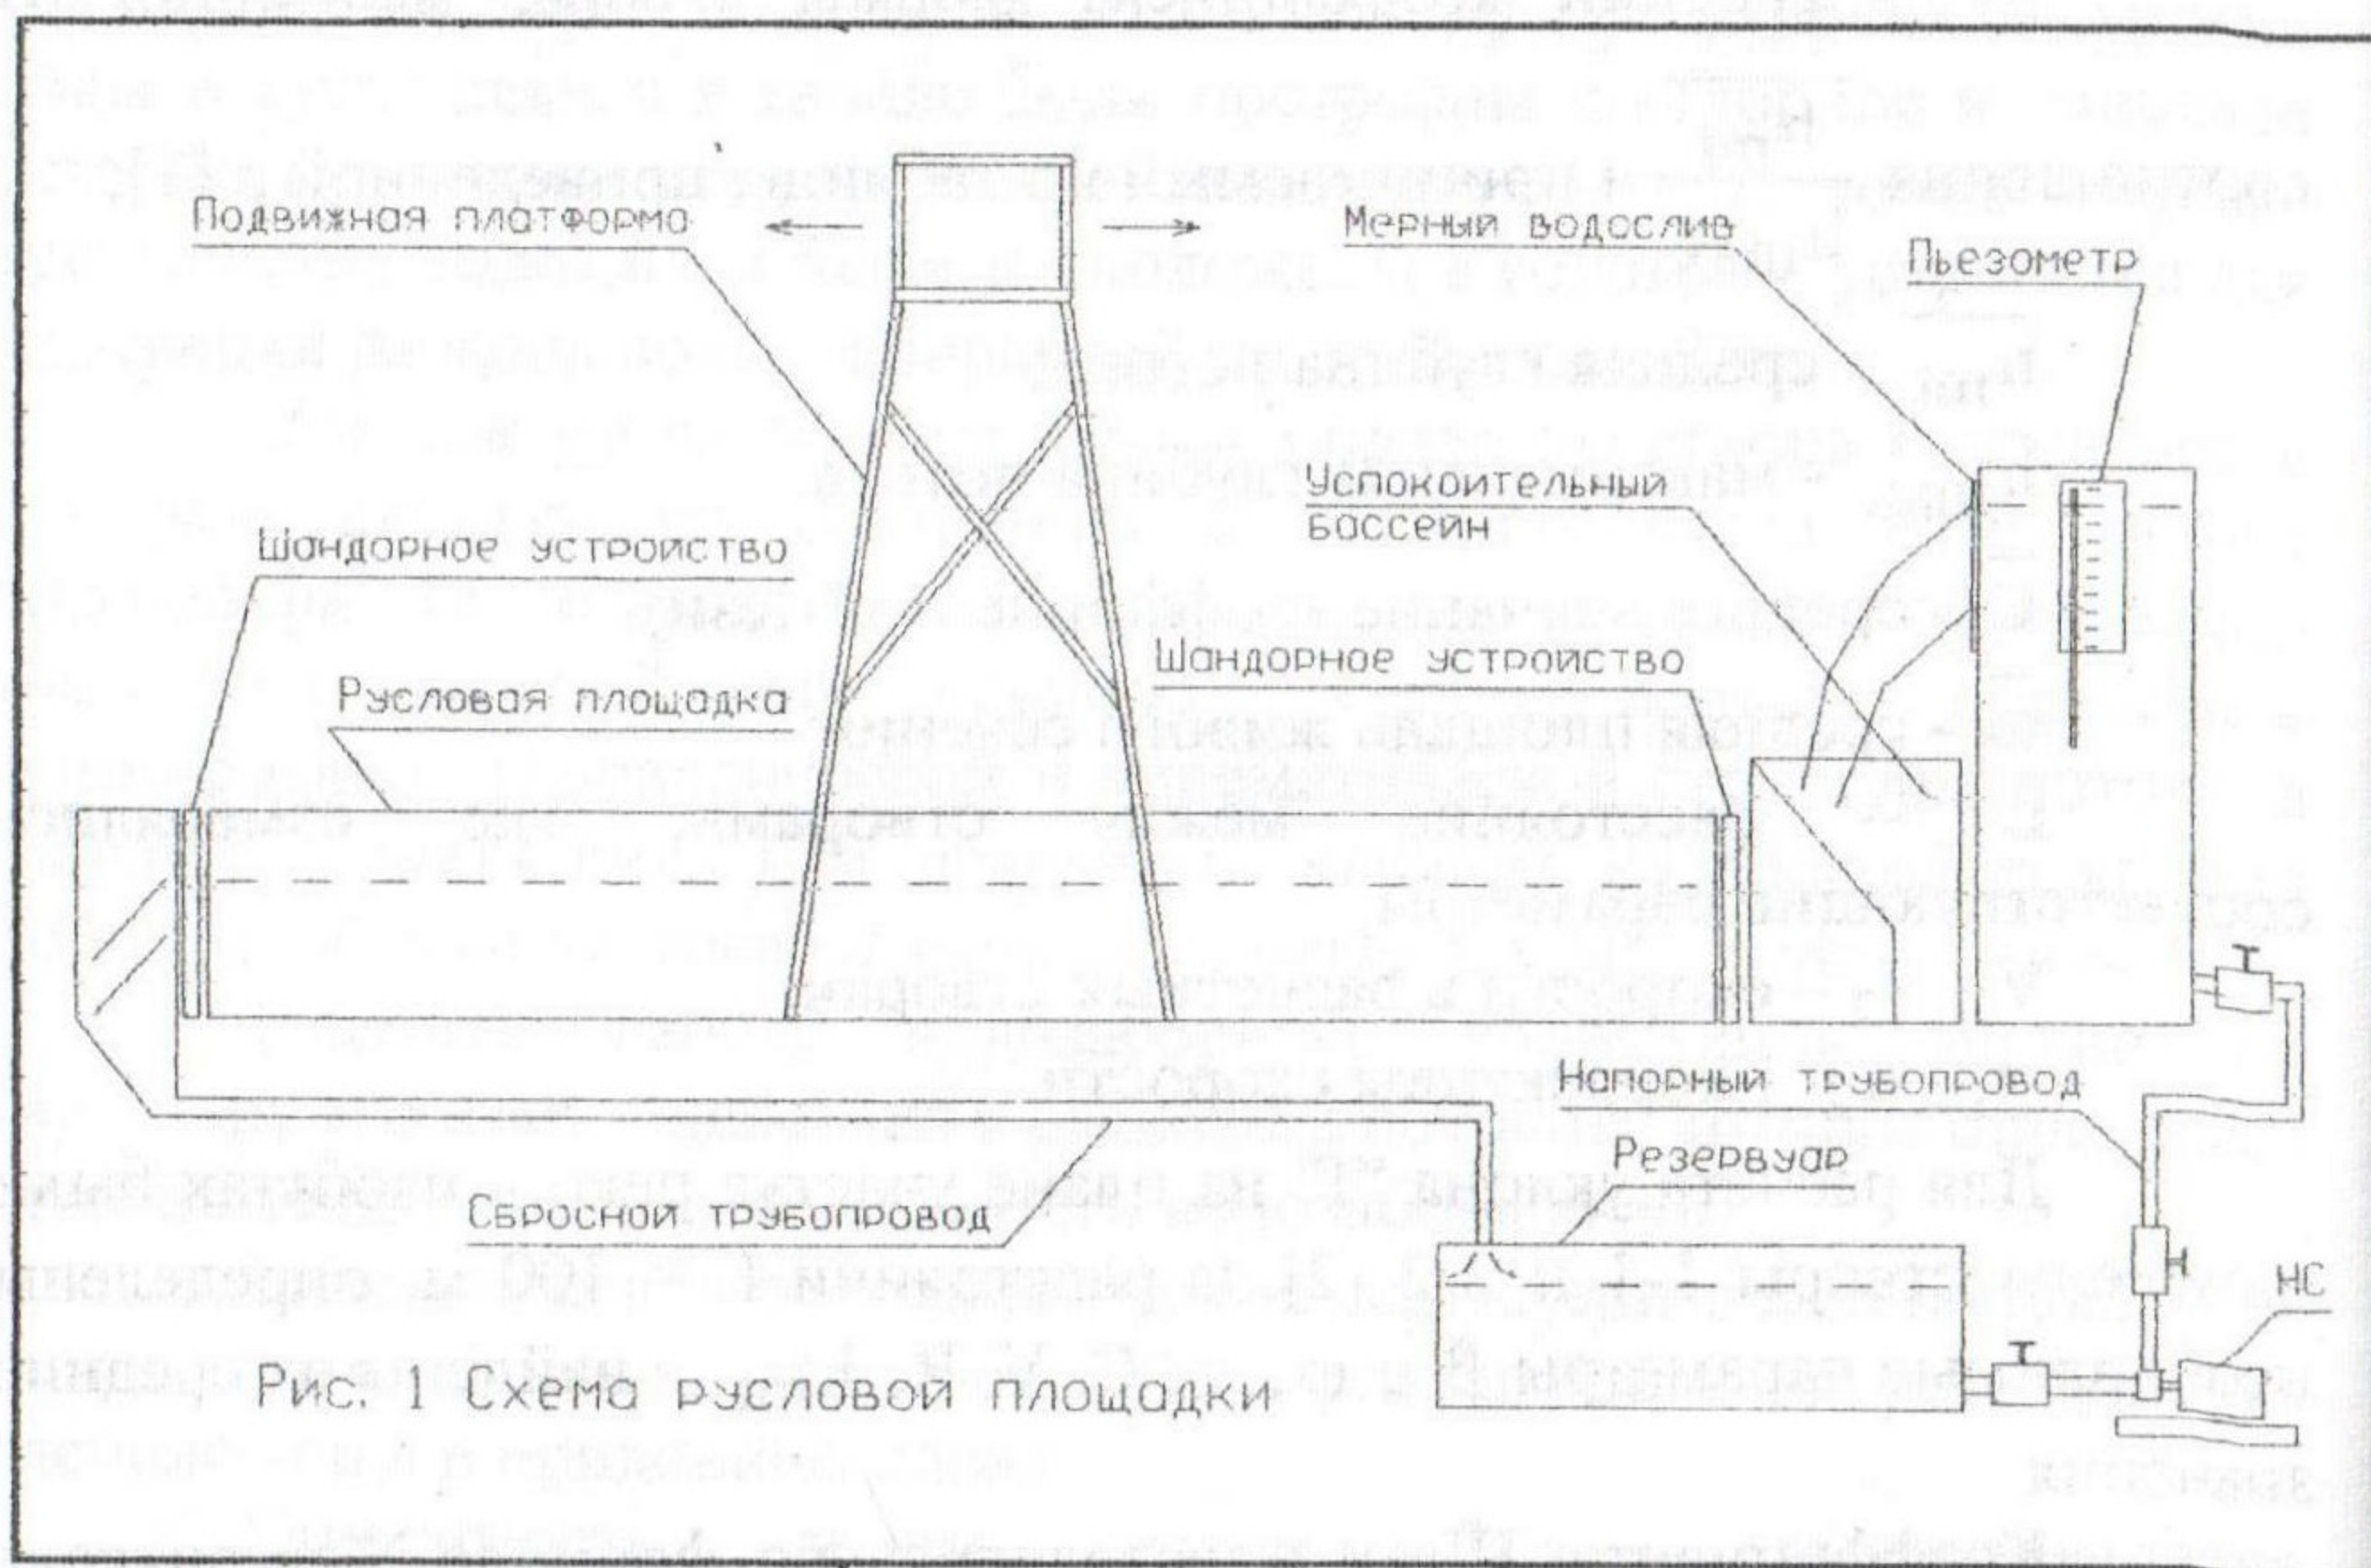 Подвижная платформа
Мерный водослив
Пьезометр
Успокоительный
бассейн
Шандорное устройство
Шандорное устройство
Русловая площадка
Напорный трубопровод
Резервуар
Сбросной трубопровод
НС
Рис. 1 Схема русловой площадки